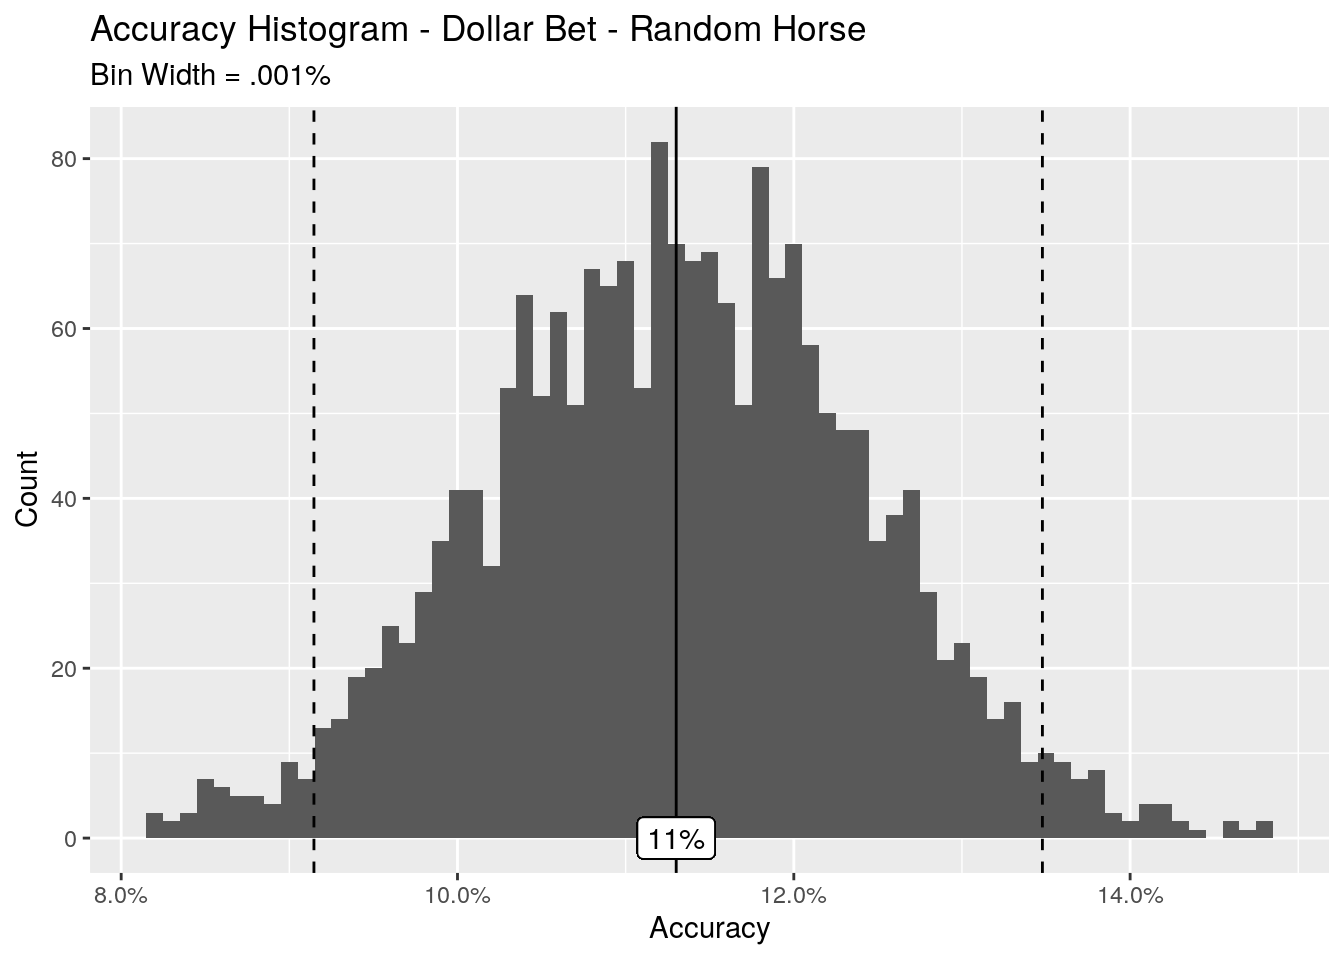 Accuracy Histogram - Dollar Bet - Random Horse
Bin Width = .001%
80
60
40
20
0
Count
11%
8.0% 10.0% 12.0% 14.0%
Accuracy